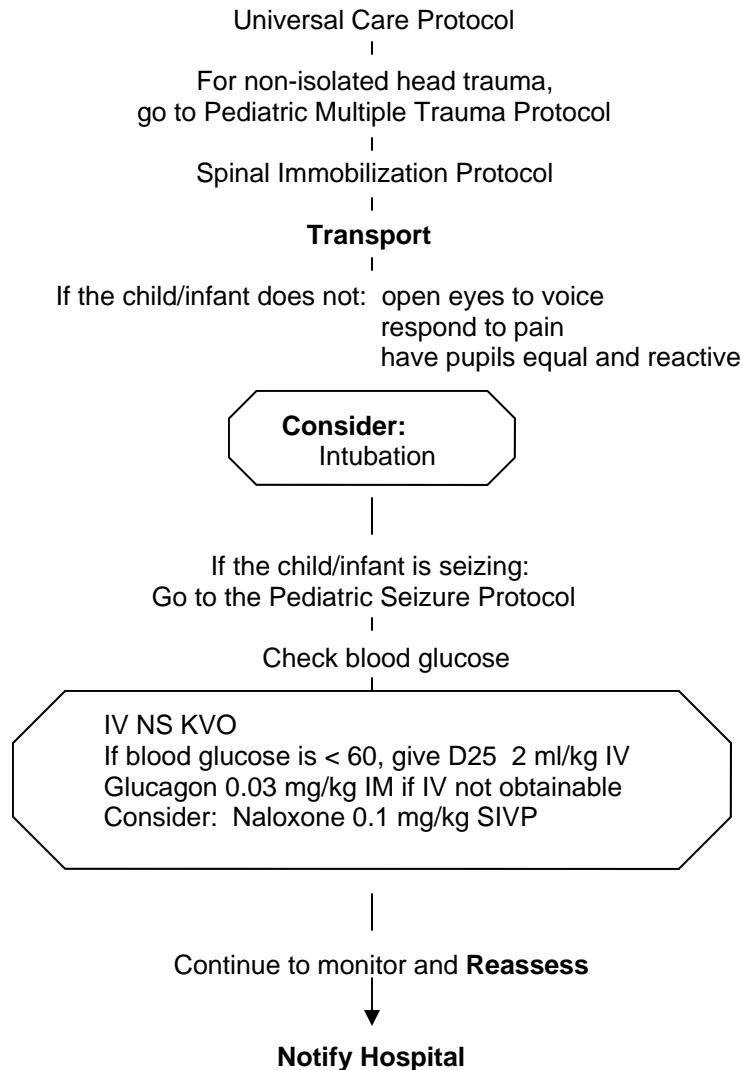 Universal Care Protocol
For non-isolated head trauma,
go to Pediatric Multiple Trauma Protocol
Spinal Immobilization Protocol
Transport
If the child/infant does not: open eyes to voice
respond to pain
have pupils equal and reactive
Consider:
Intubation
If the child/infant is seizing:
Go to the Pediatric Seizure Protocol
Check blood glucose
IV NS KVO
If blood glucose is < 60, give D25 2 ml/kg IV
Glucagon 0.03 mg/kg IM if IV not obtainable
Consider: Naloxone 0.1 mg/kg SIVP
Continue to monitor and Reassess
Notify Hospital